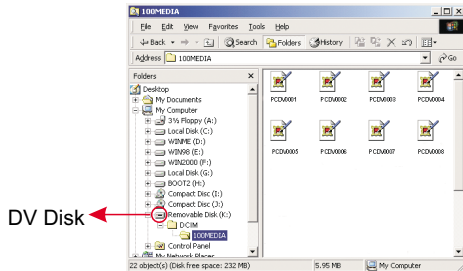 100MEDIA
File Edit View Favorites Tools Help
Back Search Folders History
Address 100MEDIA Go
Folders
Desktop
My Documents
My Computer
3½ Floppy (A:)
Local Disk (C:)
WINME (D:)
WIN98 (E:)
WIN2000 (F:)
Local Disk (G:)
BOOT2 (H:)
Compact Disc (I:)
Compact Disc (J:)
Removable Disk (K:)
DCIM
100MEDIA
Control Panel
My Network Places
PCDV0001 PCDV0002 PCDV0003 PCDV0004
PCDV0005 PCDV0006 PCDV0007 PCDV0008
DV Disk
22 object(s) (Disk free space: 232 MB) 5.95 MB My Computer